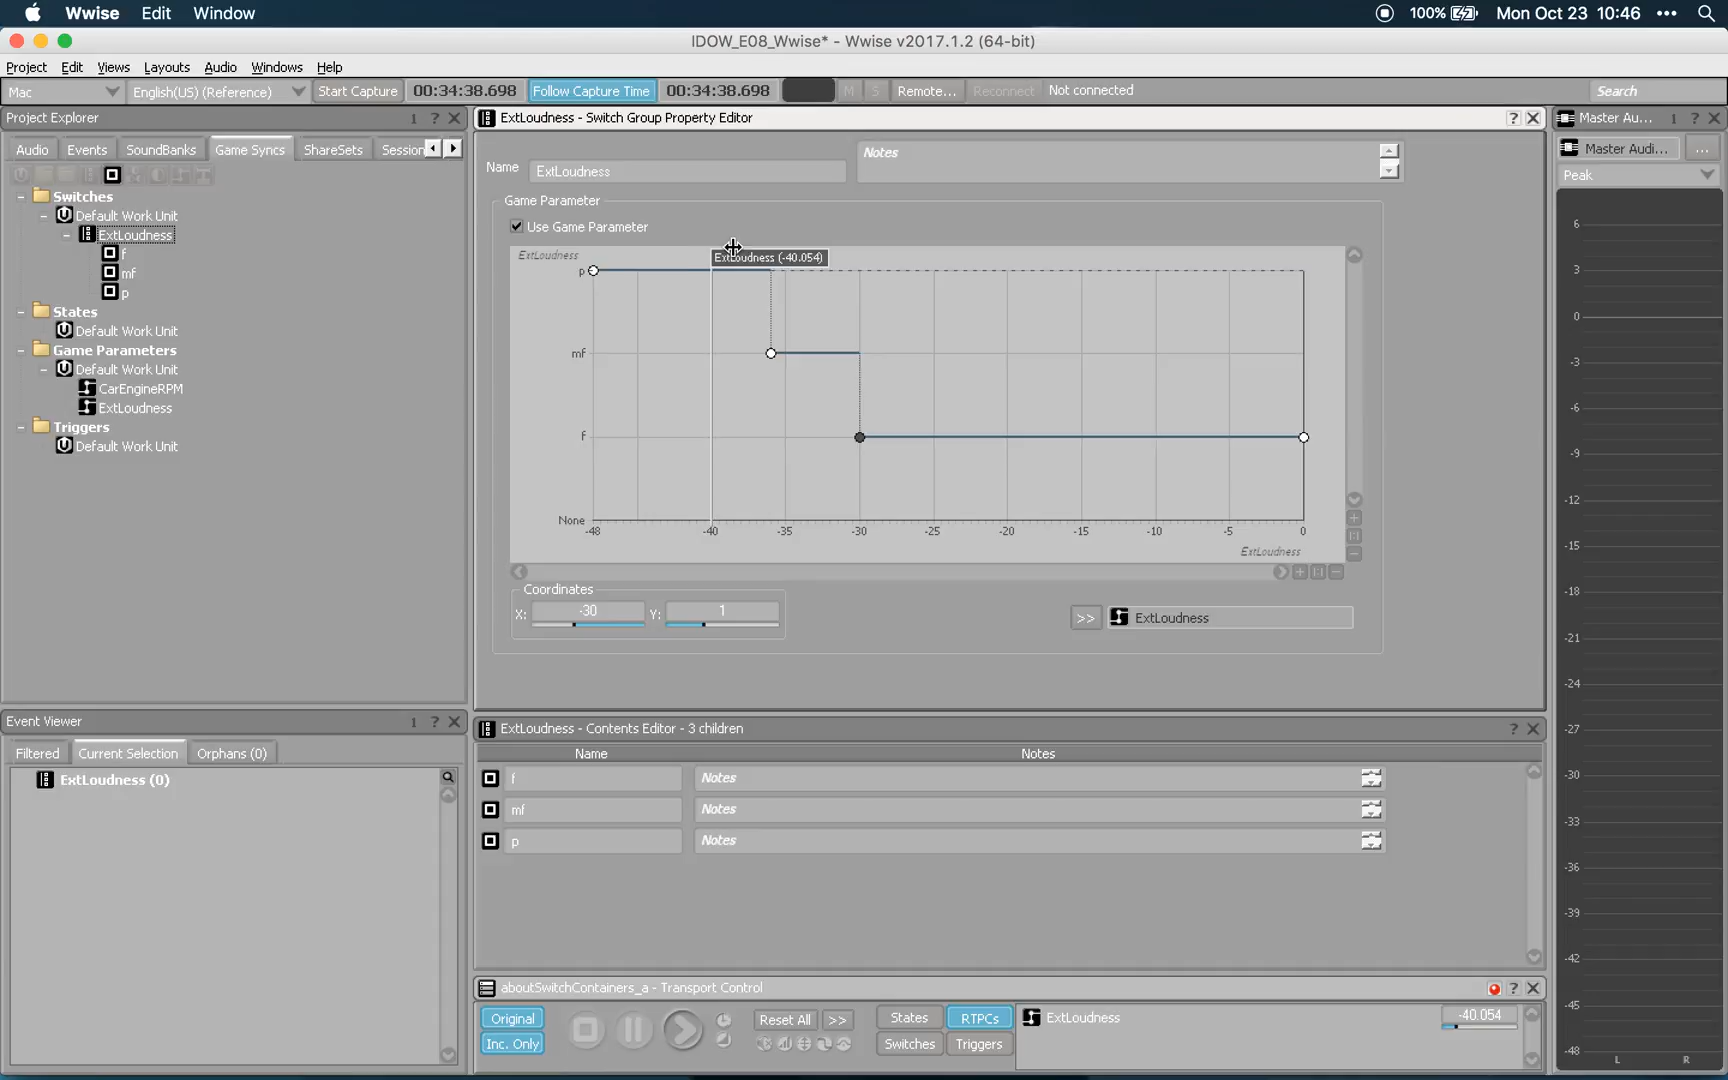 Wwise Edit Window 100% Mon Oct 23 10:46
IDOW_E08_Wwise* - Wwise v2017.1.2 (64-bit)
Project Edit Views Layouts Audio Windows Help
Mac English(US) (Reference) Start Capture 00:34:38.698 Follow Capture Time 00:34:38.698 M S Remote... Reconnect Not connected Search
Project Explorer
Audio Events SoundBanks Game Syncs ShareSets Session
Switches
Default Work Unit
ExtLoudness
f
mf
p
States
Default Work Unit
Game Parameters
Default Work Unit
CarEngineRPM
ExtLoudness
Triggers
Default Work Unit
Event Viewer
Filtered Current Selection Orphans (0)
ExtLoudness (0)
ExtLoudness - Switch Group Property Editor
Name ExtLoudness Notes
Game Parameter
Use Game Parameter
ExtLoudness
ExtLoudness (-40.054)
p
mf
f
None
-48 -40 -35 -30 -25 -20 -15 -10 -5 0
ExtLoudness
Coordinates
X: -30 Y: 1 >> ExtLoudness
ExtLoudness - Contents Editor - 3 children
Name Notes
f Notes
mf Notes
p Notes
aboutSwitchContainers_a - Transport Control
Original Reset All >> States RTPCs ExtLoudness -40.054
Inc. Only Switches Triggers
Master Au...
Master Audi... ...
Peak
6
3
0
-3
-6
-9
-12
-15
-18
-21
-24
-27
-30
-33
-36
-39
-42
-45
-48
L R